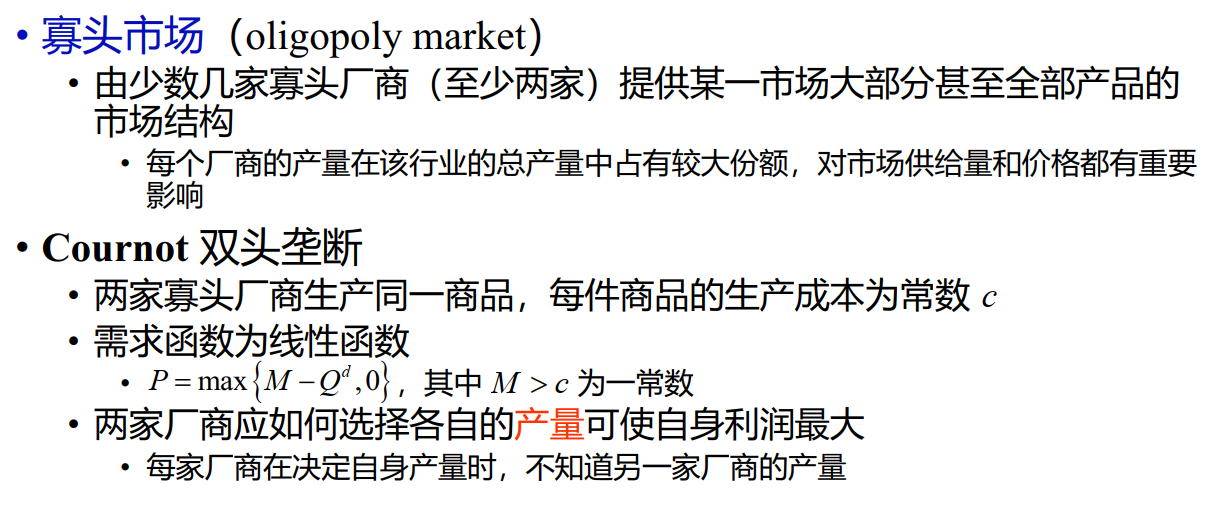 • 寡头市场（oligopoly market）
• 由少数几家寡头厂商（至少两家）提供某一市场大部分甚至全部产品的
市场结构
• 每个厂商的产量在该行业的总产量中占有较大份额，对市场供给量和价格都有重要
影响
• Cournot 双头垄断
• 两家寡头厂商生产同一商品，每件商品的生产成本为常数 c
• 需求函数为线性函数
• P = max{M − Q^d, 0}，其中 M > c 为一常数
• 两家厂商应如何选择各自的产量可使自身利润最大
• 每家厂商在决定自身产量时，不知道另一家厂商的产量